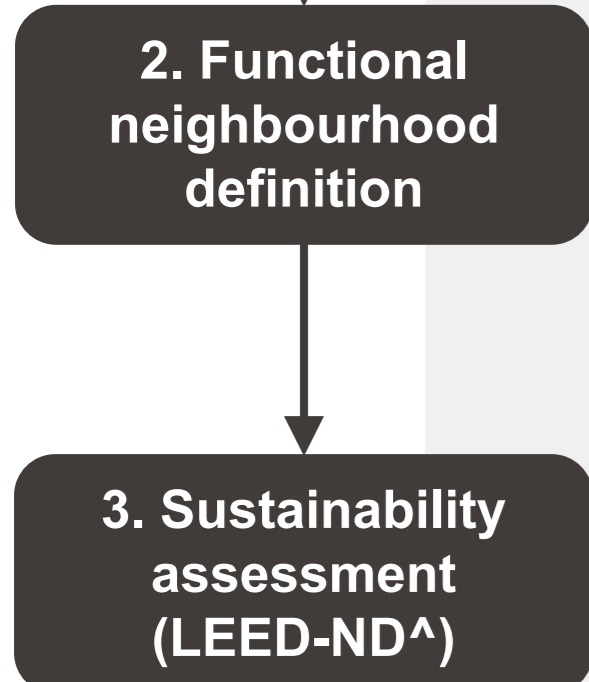 2. Functional
neighbourhood
definition
3. Sustainability
assessment
(LEED-ND^)